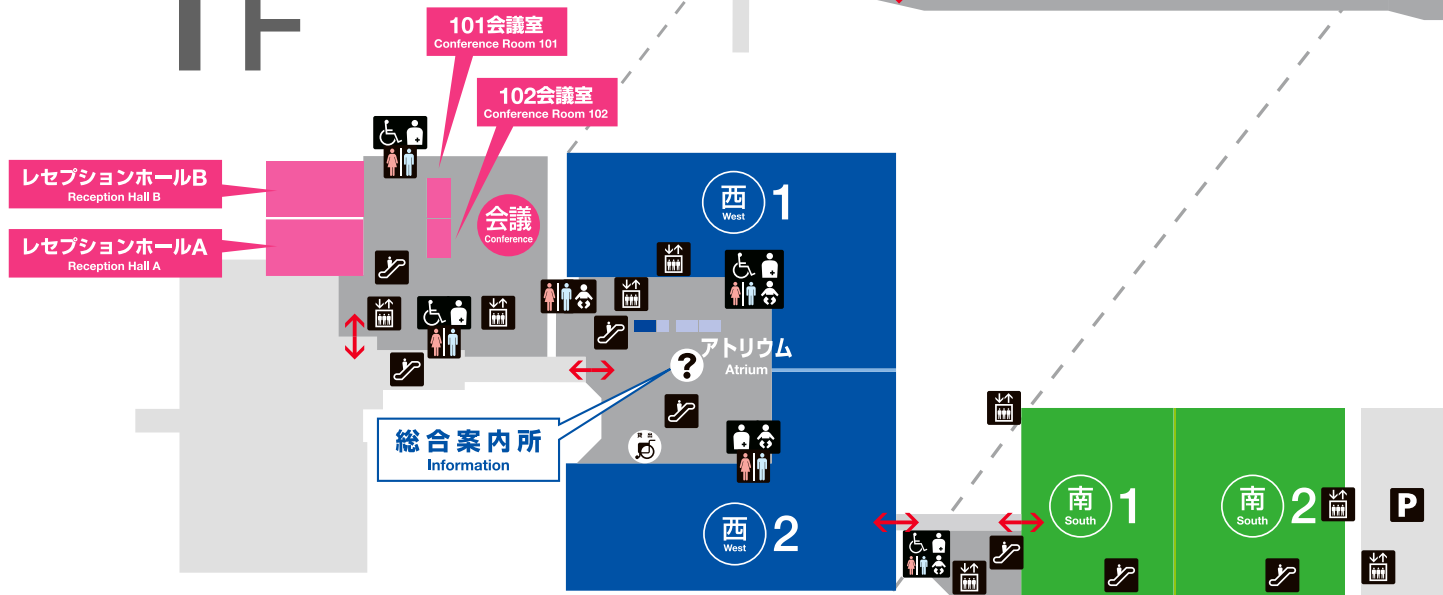 101会議室
Conference Room 101
102会議室
Conference Room 102
レセプションホールB
Reception Hall B
レセプションホールA
Reception Hall A
会議
Conference
西
West
1
アトリウム
Atrium
?
総合案内所
Information
貸出
西
West
2
南
South
1
南
South
2
P